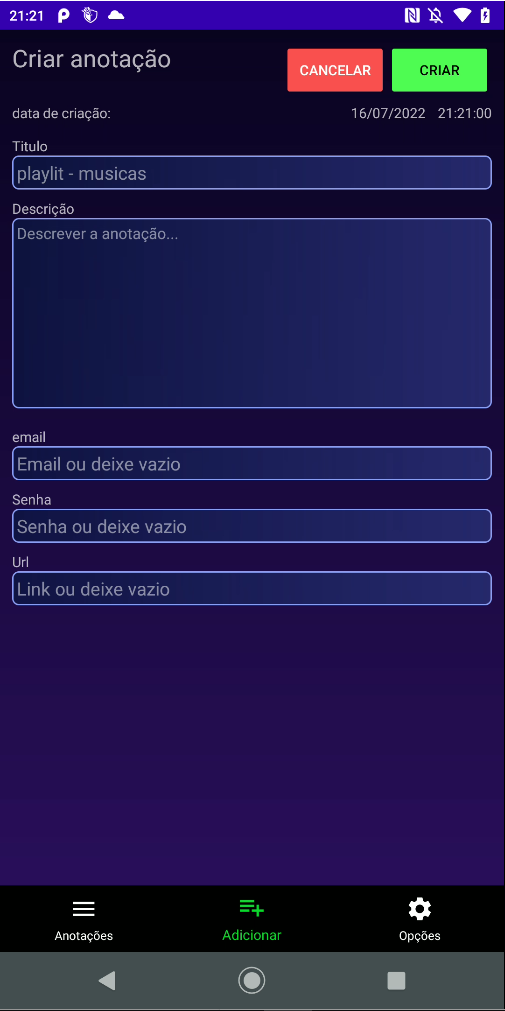 21:21
Criar anotação
CANCELAR
CRIAR
data de criação: 16/07/2022 21:21:00
Titulo
playlit - musicas
Descrição
Descrever a anotação...
email
Email ou deixe vazio
Senha
Senha ou deixe vazio
Url
Link ou deixe vazio
Anotações
Adicionar
Opções